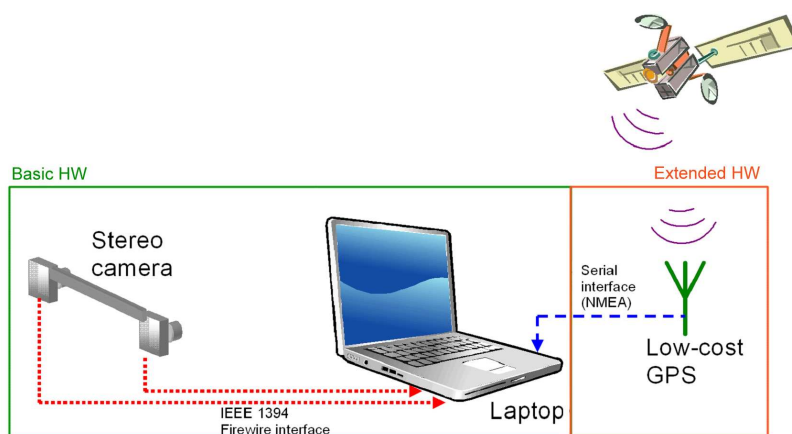 Basic HW
Extended HW
Stereo
camera
Serial
interface
(NMEA)
Low-cost
GPS
Laptop
IEEE 1394
Firewire interface